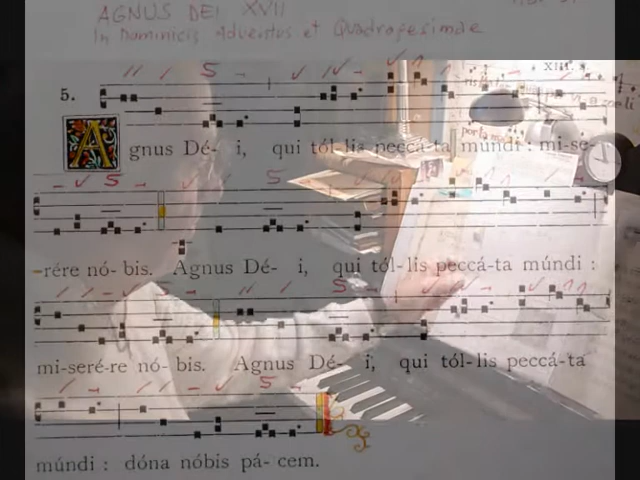 AGNUS DEI XVII
In Dominicis Adventus et Quadragesimae
XIII.
5.
Agnus Dé- i, qui tól-lis peccá-ta múndi : mi-se-
-rére nó- bis. Agnus Dé- i, qui tól-lis peccá-ta múndi :
mi-seré-re nó- bis. Agnus Dé- i, qui tól-lis peccá-ta
múndi : dóna nóbis pá- cem.